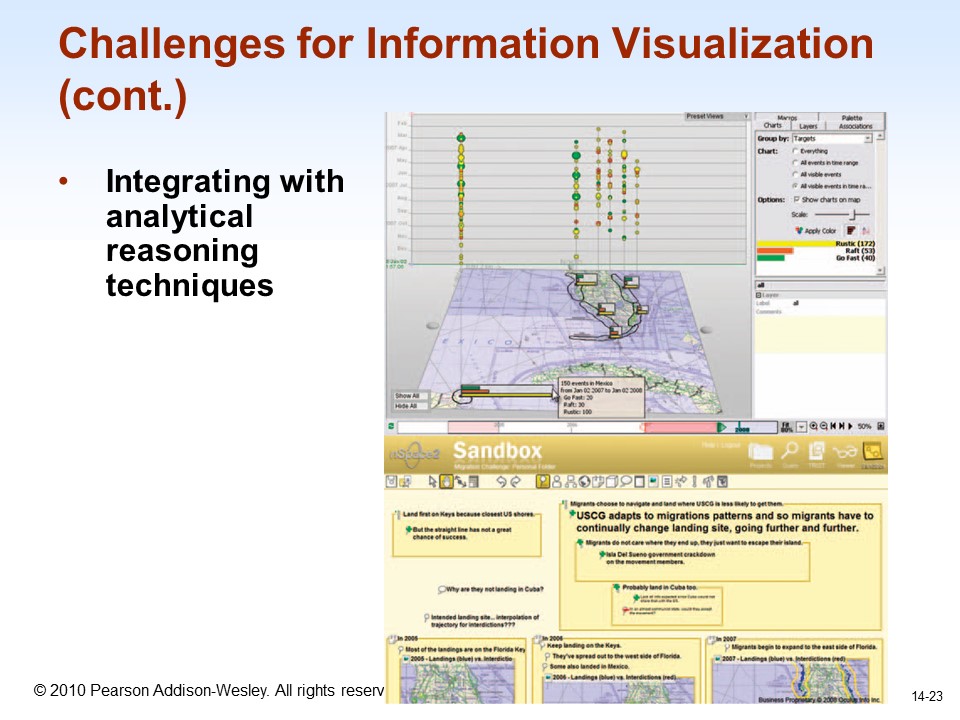 Challenges for Information Visualization
(cont.)
• Integrating with
analytical
reasoning
techniques
Preset Views
Macros Palette
Charts Layers Associations
Group by: Targets
Chart: Everything
All events in time range
All visible events
All visible events in time ra...
Options: Show charts on map
Scale:
Apply Color
Rustic (172)
Raft (53)
Go Fast (40)
all
Layer
Label all
Comments
E X I C O
150 events in Mexico
from Jan 02 2007 to Jan 02 2008
Go Fast: 20
Raft: 30
Rustic: 100
Show All
Hide All
2006
50%
nSpace2 Sandbox
Migration Challenge: Personal Folder
Help | Logout
Projects
TRIST
Viewer
Sandbox
Land first on Keys because closest US shores.
But the straight line has not a great
chance of success.
Why are they not landing in Cuba?
Intended landing site... interpolation of
trajectory for interdictions???
Migrants choose to navigate and land where USCG is less likely to get them.
USCG adapts to migrations patterns and so migrants have to
continually change landing site, going further and further.
Migrants do not care where they end up, they just want to escape their island.
Isla Del Sueno government crackdown
on the movement members.
Probably land in Cuba too.
In 2005
Most of the landings are on the Florida Key
2005 - Landings (blue) vs. Interdictio
In 2006
Keep landing on the Keys.
They've spread out to the west side of Florida.
Some also landed in Mexico.
2006 - Landings (blue) vs. Interdictions (red)
In 2007
Migrants begin to expand to the east side of Florida.
2007 - Landings (blue) vs. Interdictions (red)
Business Proprietary © 2008 Oculus Info Inc.
© 2010 Pearson Addison-Wesley. All rights reserv
14-23